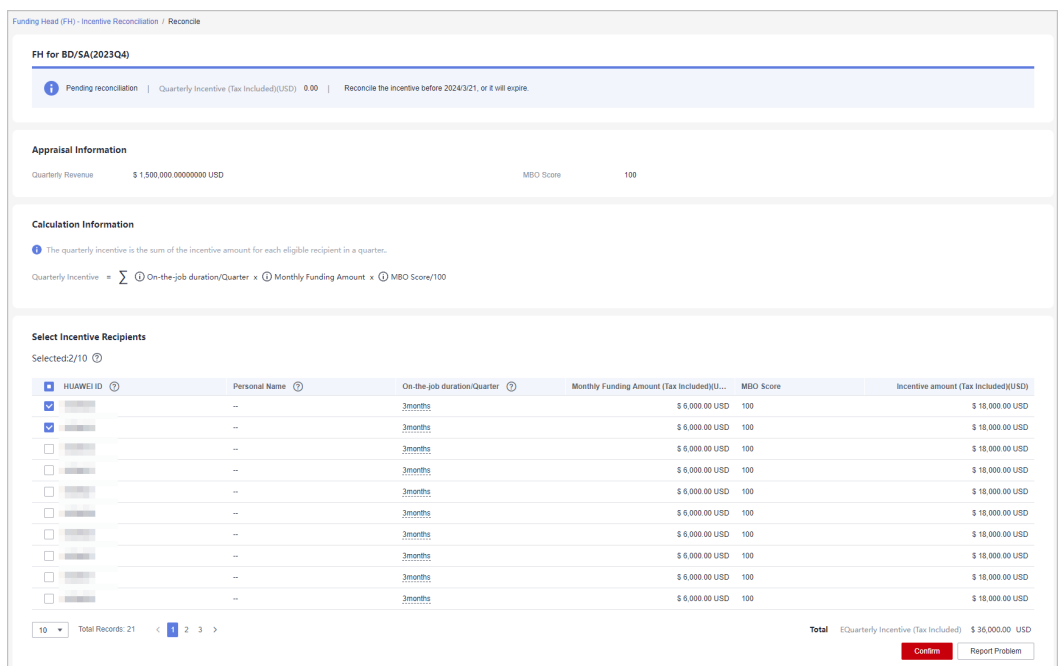 Funding Head (FH) - Incentive Reconciliation / Reconcile
FH for BD/SA(2023Q4)
Pending reconciliation | Quarterly Incentive (Tax Included)(USD) 0.00 | Reconcile the incentive before 2024/3/21, or it will expire.
Appraisal Information
Quarterly Revenue $ 1,500,000.00000000 USD MBO Score 100
Calculation Information
The quarterly incentive is the sum of the incentive amount for each eligible recipient in a quarter.
Quarterly Incentive = ∑ On-the-job duration/Quarter x Monthly Funding Amount x MBO Score/100
Select Incentive Recipients
Selected:2/10
HUAWEI ID Personal Name On-the-job duration/Quarter Monthly Funding Amount (Tax Included)(U... MBO Score Incentive amount (Tax Included)(USD)
-- 3months $ 6,000.00 USD 100 $ 18,000.00 USD
-- 3months $ 6,000.00 USD 100 $ 18,000.00 USD
-- 3months $ 6,000.00 USD 100 $ 18,000.00 USD
-- 3months $ 6,000.00 USD 100 $ 18,000.00 USD
-- 3months $ 6,000.00 USD 100 $ 18,000.00 USD
-- 3months $ 6,000.00 USD 100 $ 18,000.00 USD
-- 3months $ 6,000.00 USD 100 $ 18,000.00 USD
-- 3months $ 6,000.00 USD 100 $ 18,000.00 USD
-- 3months $ 6,000.00 USD 100 $ 18,000.00 USD
-- 3months $ 6,000.00 USD 100 $ 18,000.00 USD
10 Total Records: 21 < 1 2 3 > Total EQuarterly Incentive (Tax Included) $ 36,000.00 USD
Confirm Report Problem